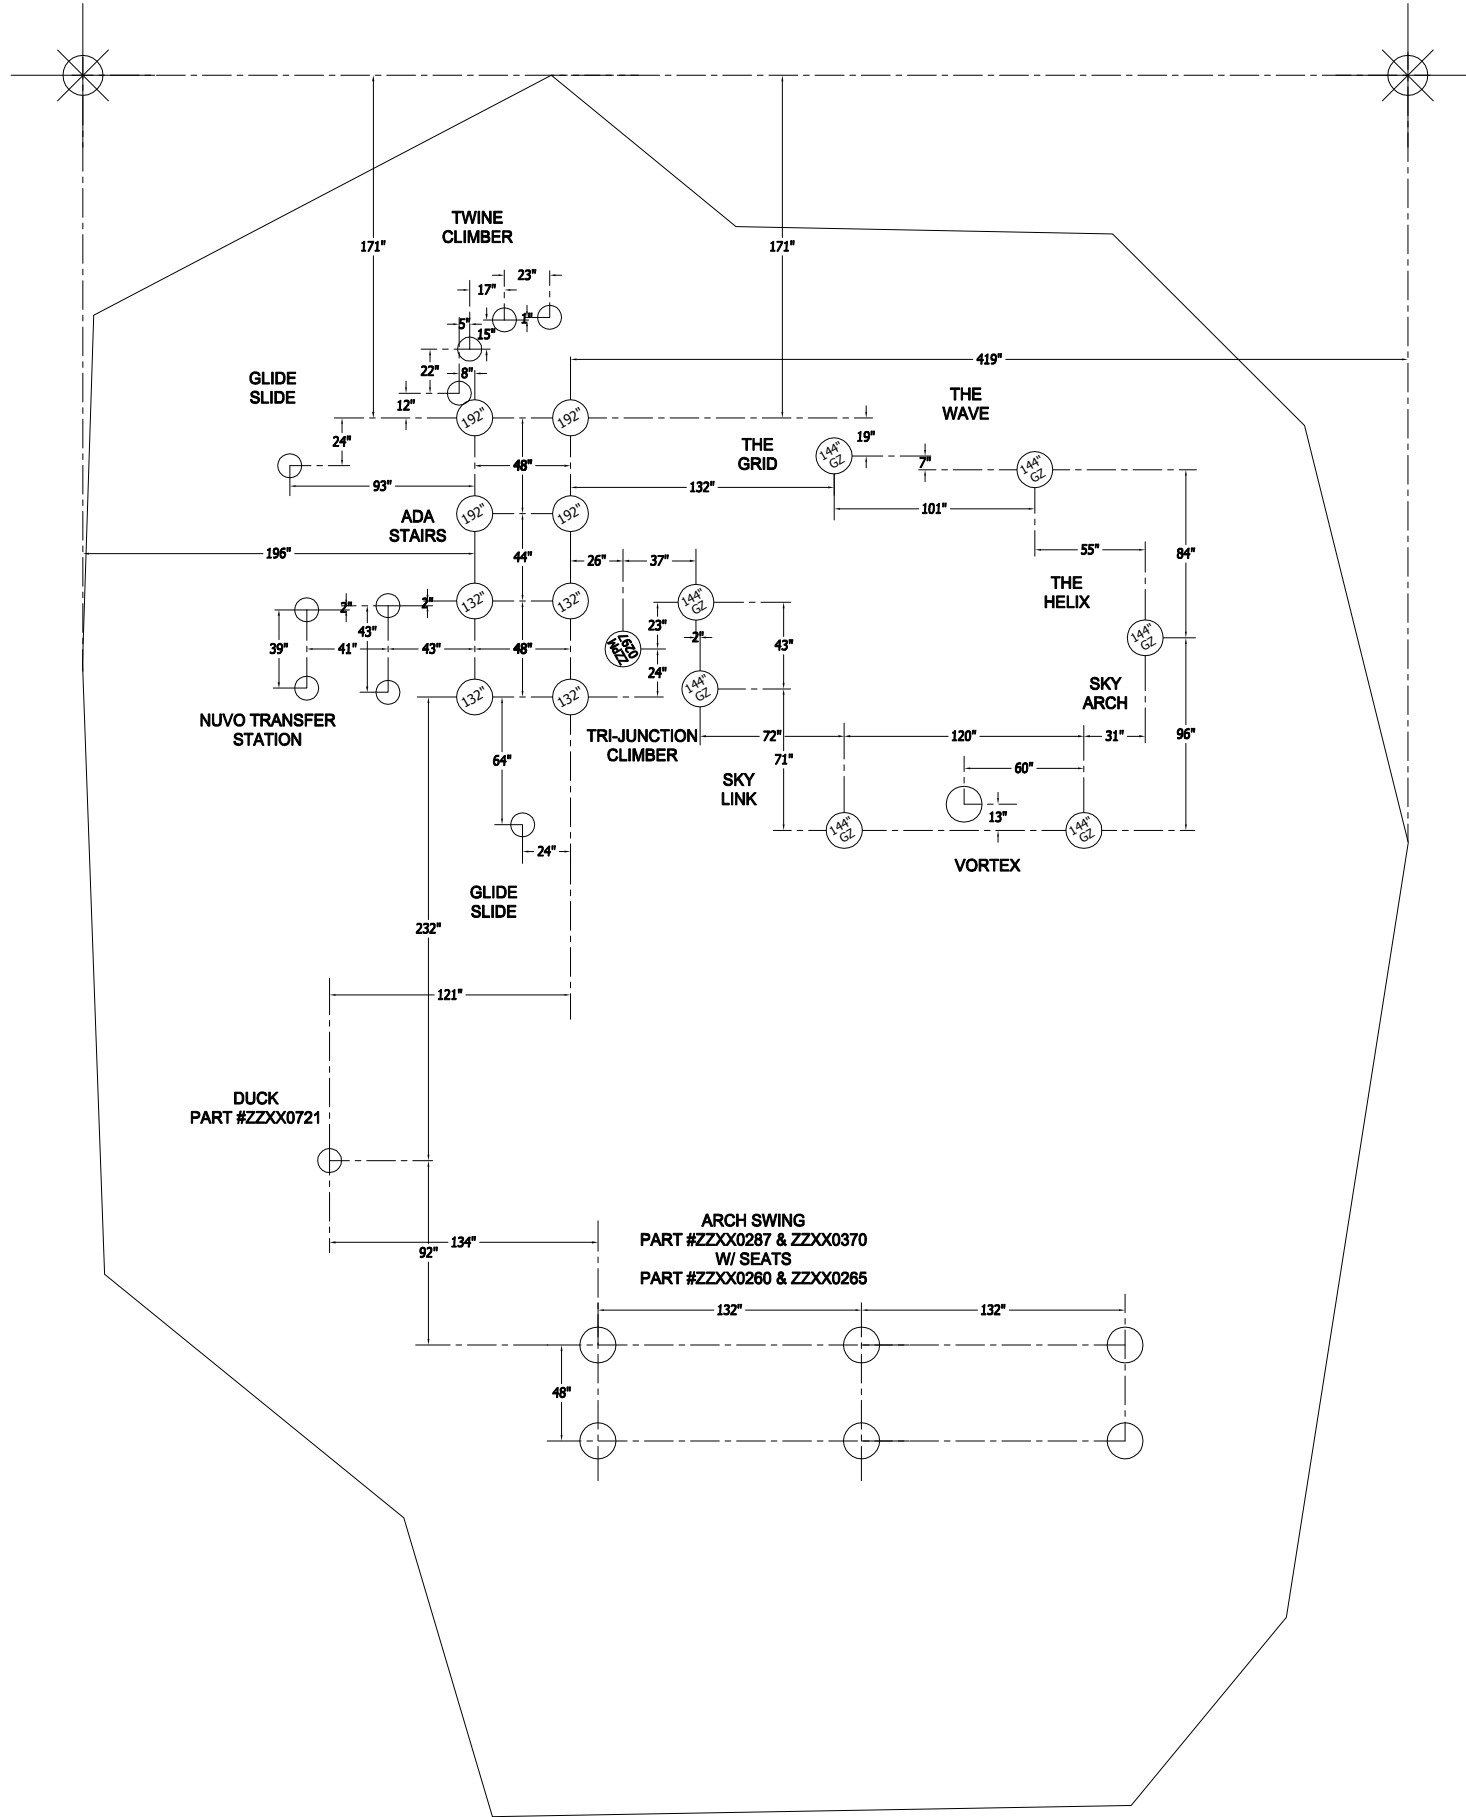 TWINE
CLIMBER
171"
171"
23"
17"
1"
5"
15"
419"
22"
8"
GLIDE
SLIDE
THE
WAVE
12"
192"
192"
24"
19"
THE
GRID
144"
GZ
7"
144"
GZ
48"
93"
132"
101"
ADA
STAIRS
192"
192"
196"
44"
26"
37"
55"
84"
THE
HELIX
2"
2"
132"
132"
144"
GZ
43"
23"
2"
43"
39"
41"
43"
48"
ZZPM
0297
144"
GZ
24"
144"
GZ
132"
132"
SKY
ARCH
NUVO TRANSFER
STATION
TRI-JUNCTION
CLIMBER
72"
120"
31"
96"
64"
71"
60"
SKY
LINK
13"
144"
GZ
144"
GZ
24"
VORTEX
GLIDE
SLIDE
232"
121"
DUCK
PART #ZZXX0721
ARCH SWING
PART #ZZXX0287 & ZZXX0370
W/ SEATS
PART #ZZXX0260 & ZZXX0265
134"
92"
132"
132"
48"